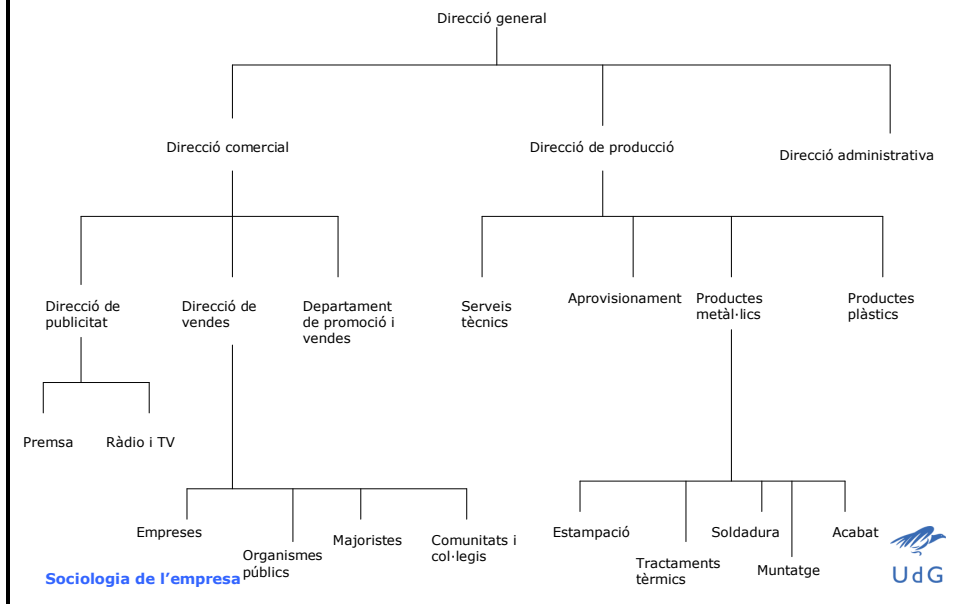 Direcció general
Direcció comercial
Direcció de producció
Direcció administrativa
Direcció de
publicitat
Direcció de
vendes
Departament
de promoció i
vendes
Serveis
tècnics
Aprovisionament
Productes
metàl·lics
Productes
plàstics
Premsa
Ràdio i TV
Empreses
Organismes
públics
Majoristes
Comunitats i
col·legis
Estampació
Tractaments
tèrmics
Soldadura
Muntatge
Acabat
Sociologia de l’empresa
UdG